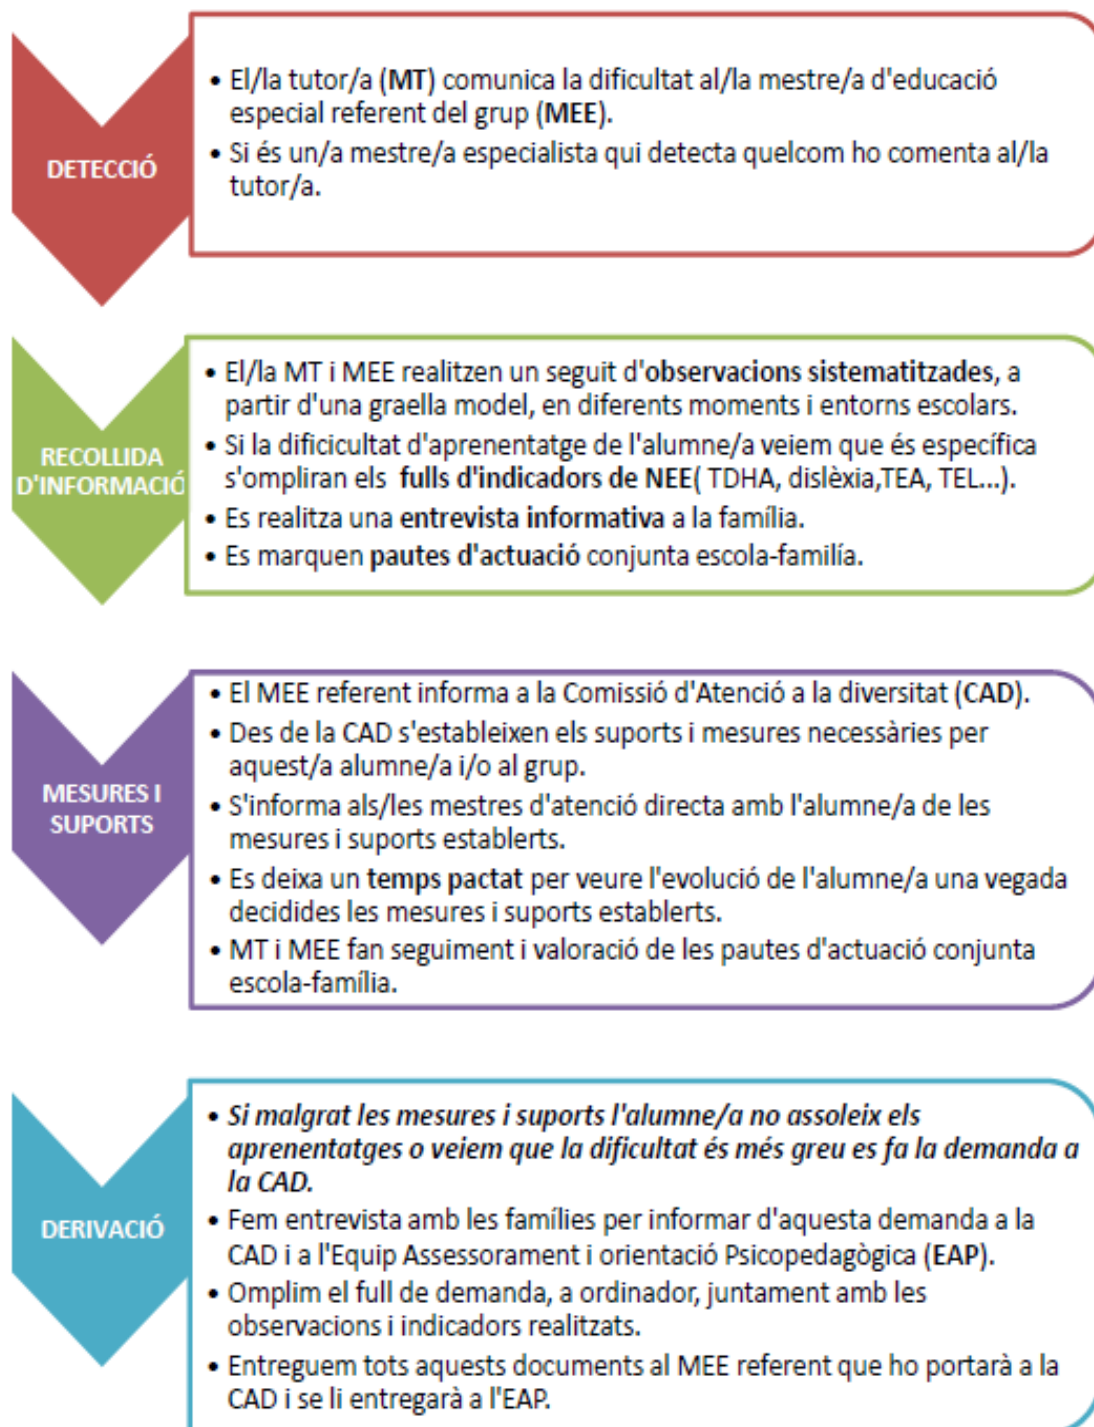 DETECCIÓ
• El/la tutor/a (MT) comunica la dificultat al/la mestre/a d'educació
especial referent del grup (MEE).
• Si és un/a mestre/a especialista qui detecta quelcom ho comenta al/la
tutor/a.
RECOLLIDA
D'INFORMACIÓ
• El/la MT i MEE realitzen un seguit d'observacions sistematitzades, a
partir d'una graella model, en diferents moments i entorns escolars.
• Si la dificicultat d'aprenentatge de l'alumne/a veiem que és específica
s'ompliran els fulls d'indicadors de NEE( TDHA, dislèxia,TEA, TEL...).
• Es realitza una entrevista informativa a la família.
• Es marquen pautes d'actuació conjunta escola-familía.
MESURES I
SUPORTS
• El MEE referent informa a la Comissió d'Atenció a la diversitat (CAD).
• Des de la CAD s'estableixen els suports i mesures necessàries per
aquest/a alumne/a i/o al grup.
• S'informa als/les mestres d'atenció directa amb l'alumne/a de les
mesures i suports establerts.
• Es deixa un temps pactat per veure l'evolució de l'alumne/a una vegada
decidides les mesures i suports establerts.
• MT i MEE fan seguiment i valoració de les pautes d'actuació conjunta
escola-família.
DERIVACIÓ
• Si malgrat les mesures i suports l'alumne/a no assoleix els
aprenentatges o veiem que la dificultat és més greu es fa la demanda a
la CAD.
• Fem entrevista amb les famílies per informar d'aquesta demanda a la
CAD i a l'Equip Assessorament i orientació Psicopedagògica (EAP).
• Omplim el full de demanda, a ordinador, juntament amb les
observacions i indicadors realitzats.
• Entreguem tots aquests documents al MEE referent que ho portarà a la
CAD i se li entregarà a l'EAP.